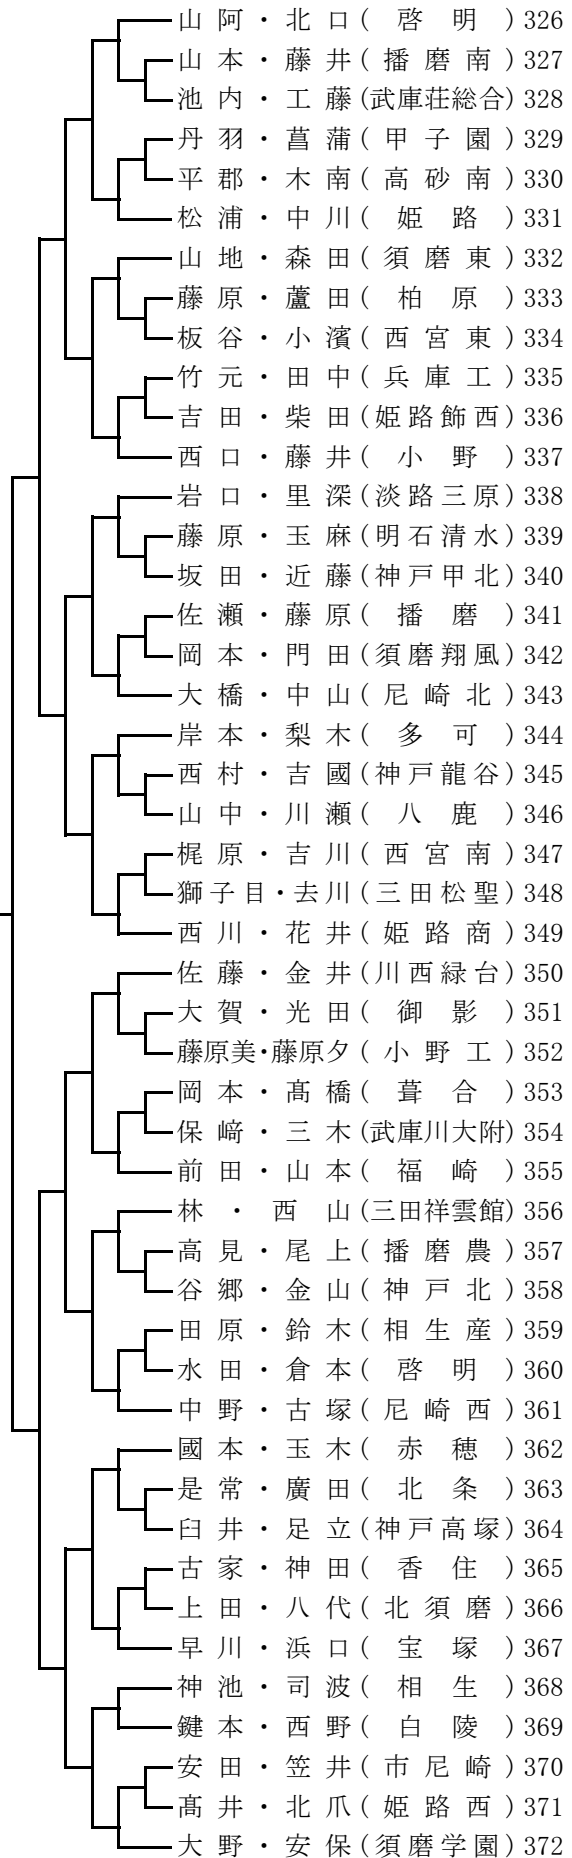 山阿・北口(啓明)326
山本・藤井(播磨南)327
池内・工藤(武庫荘総合)328
丹羽・菖蒲(甲子園)329
平郡・木南(高砂南)330
松浦・中川(姫路)331
山地・森田(須磨東)332
藤原・蘆田(柏原)333
板谷・小濱(西宮東)334
竹元・田中(兵庫工)335
吉田・柴田(姫路飾西)336
西口・藤井(小野)337
岩口・里深(淡路三原)338
藤原・玉麻(明石清水)339
坂田・近藤(神戸甲北)340
佐瀬・藤原(播磨)341
岡本・門田(須磨翔風)342
大橋・中山(尼崎北)343
岸本・梨木(多可)344
西村・吉國(神戸龍谷)345
山中・川瀬(八鹿)346
梶原・吉川(西宮南)347
獅子目・去川(三田松聖)348
西川・花井(姫路商)349
佐藤・金井(川西緑台)350
大賀・光田(御影)351
藤原美・藤原夕(小野工)352
岡本・髙橋(葺合)353
保﨑・三木(武庫川大附)354
前田・山本(福崎)355
林・西山(三田祥雲館)356
高見・尾上(播磨農)357
谷郷・金山(神戸北)358
田原・鈴木(相生産)359
水田・倉本(啓明)360
中野・古塚(尼崎西)361
國本・玉木(赤穂)362
是常・廣田(北条)363
臼井・足立(神戸高塚)364
古家・神田(香住)365
上田・八代(北須磨)366
早川・浜口(宝塚)367
神池・司波(相生)368
鍵本・西野(白陵)369
安田・笠井(市尼崎)370
髙井・北爪(姫路西)371
大野・安保(須磨学園)372